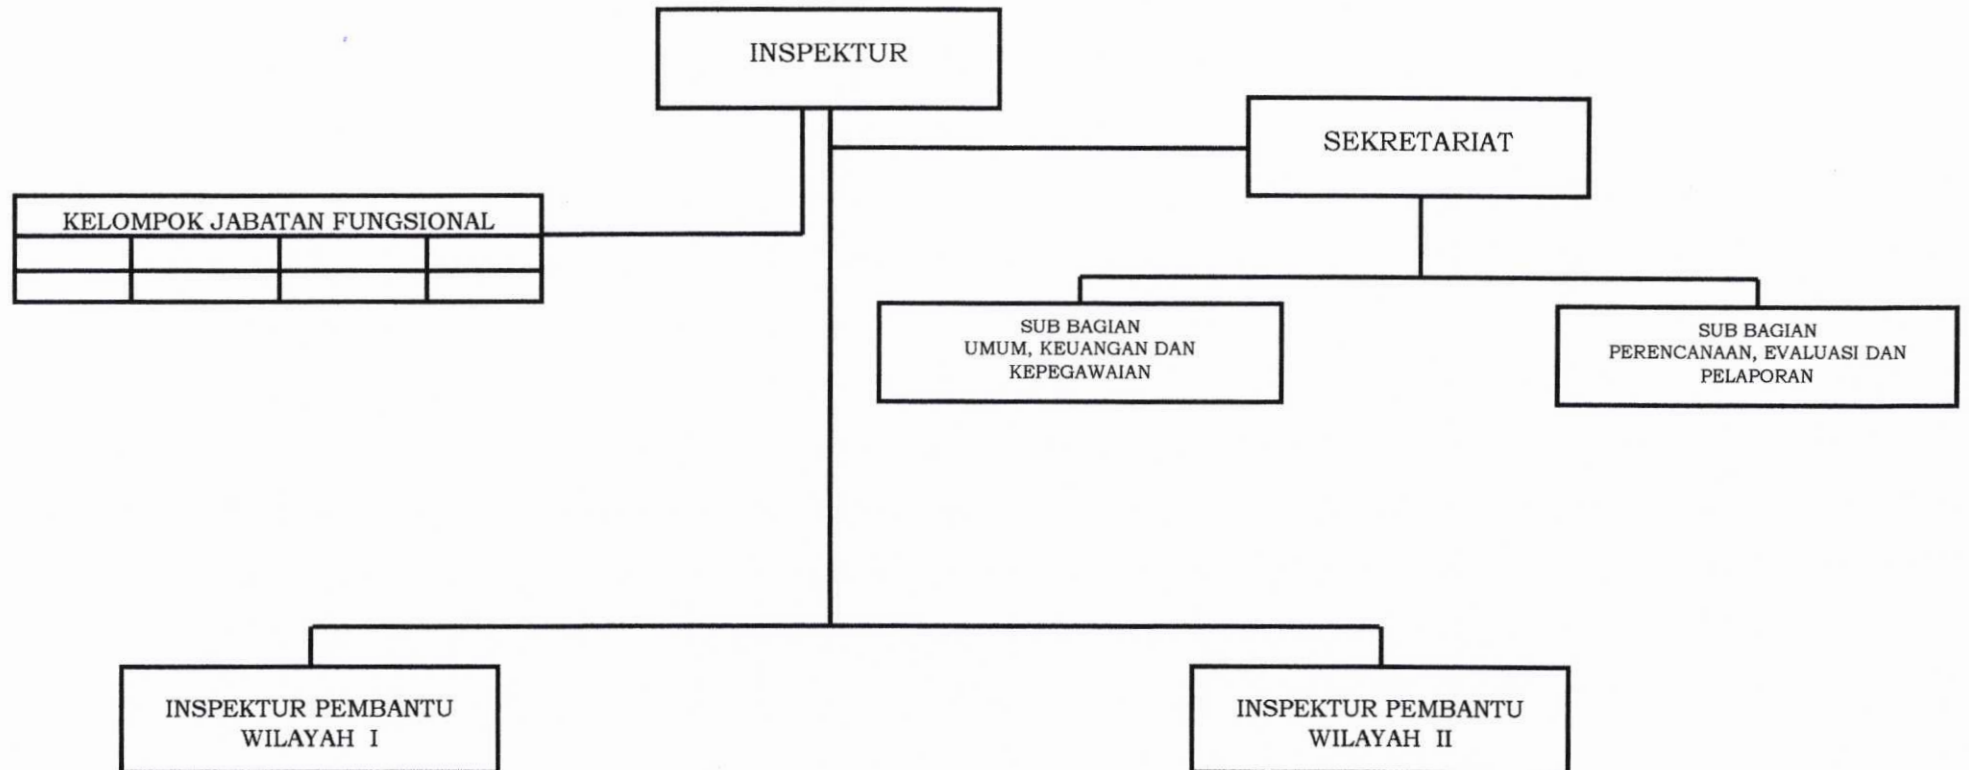 INSPEKTUR
SEKRETARIAT
KELOMPOK JABATAN FUNGSIONAL
SUB BAGIAN
UMUM, KEUANGAN DAN
KEPEGAWAIAN
SUB BAGIAN
PERENCANAAN, EVALUASI DAN
PELAPORAN
INSPEKTUR PEMBANTU
WILAYAH I
INSPEKTUR PEMBANTU
WILAYAH II